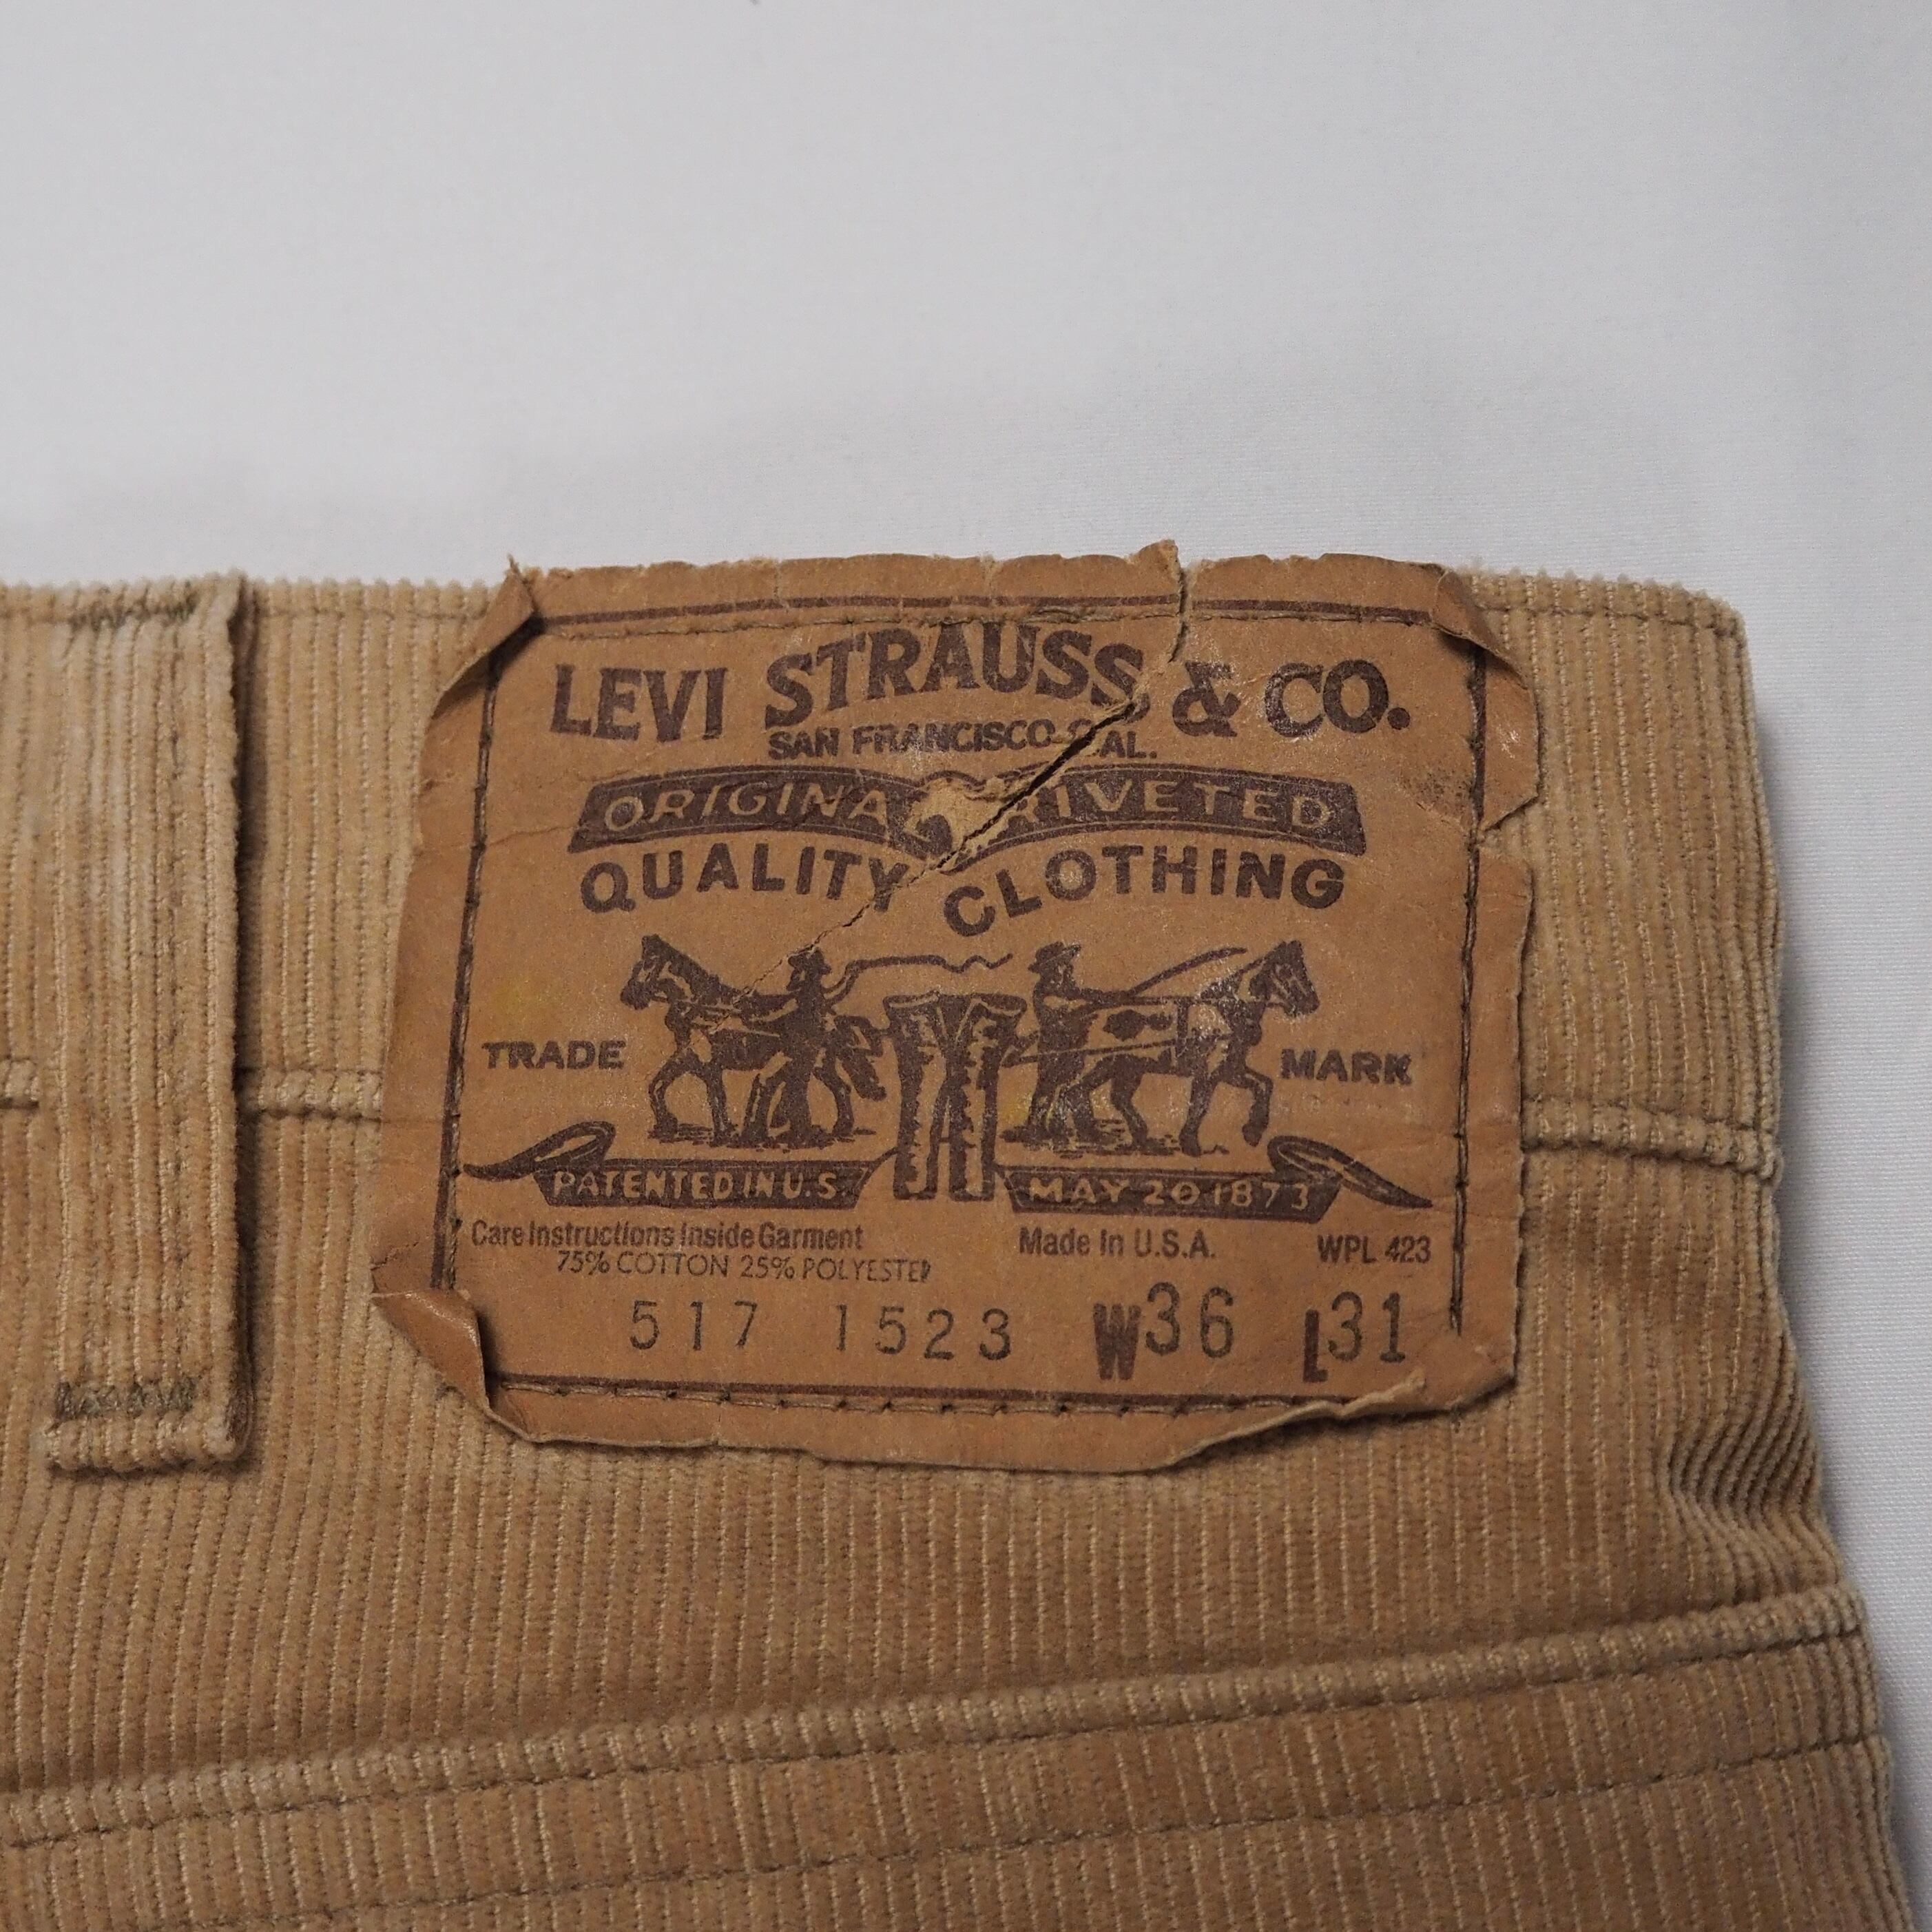 LEVI STRAUSS & CO.
SAN FRANCISCO CAL.
ORIGINA RIVETED
QUALITY CLOTHING
TRADE MARK
PATENTED IN U.S. MAY 20 1873
Care Instructions Inside Garment Made In U.S.A. WPL 423
75% COTTON 25% POLYESTER
517 1523 W36 L31